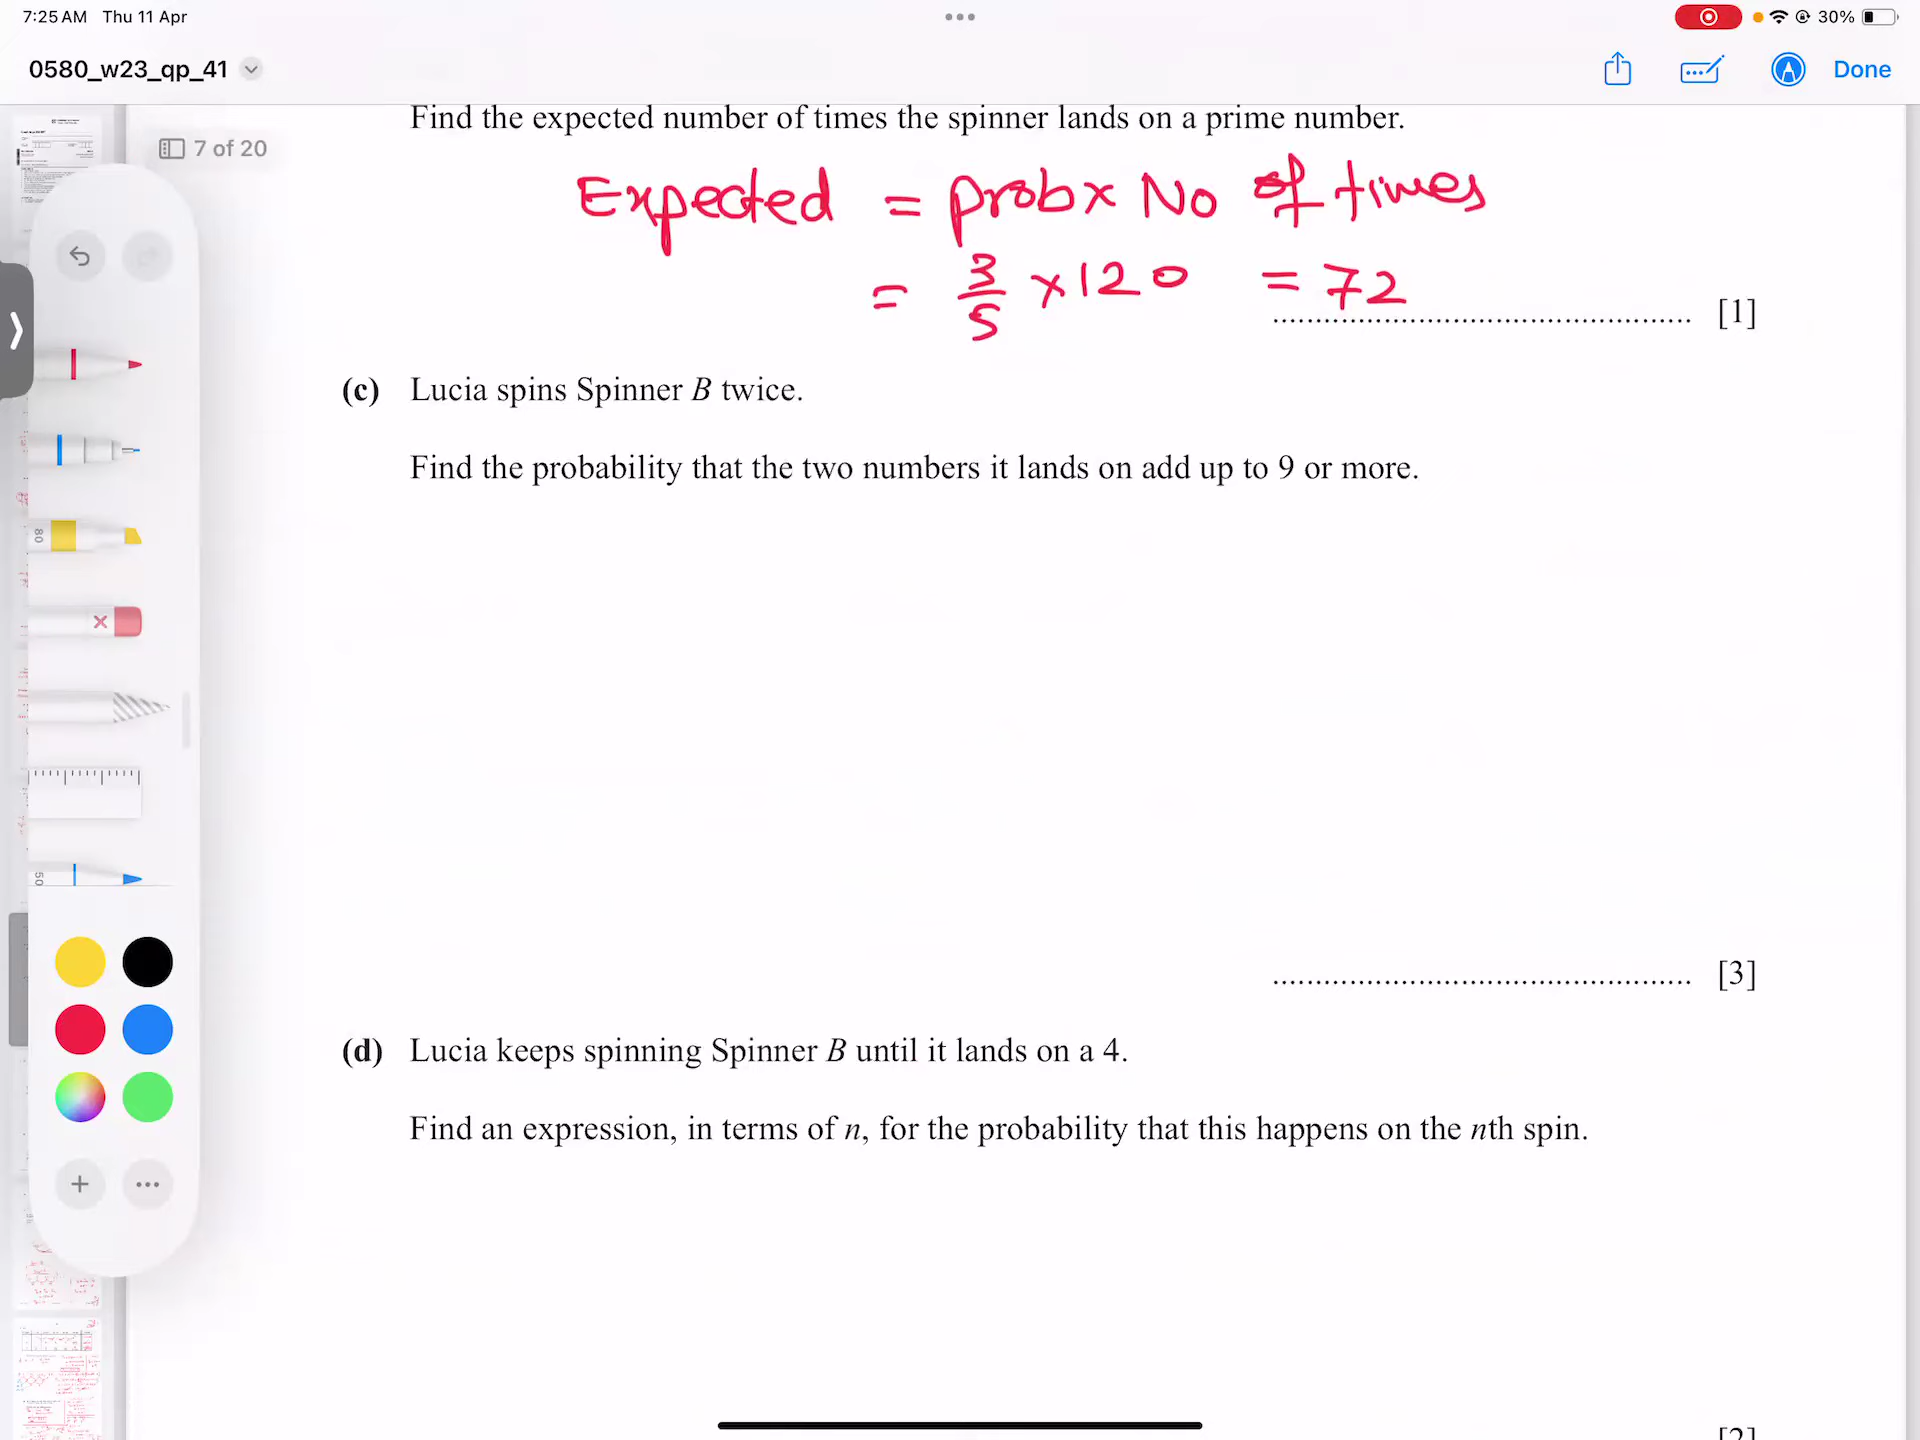 7:25 AM Thu 11 Apr
30%
0580_w23_qp_41
Done
7 of 20
Find the expected number of times the spinner lands on a prime number.
Expected = prob x No of times
= 3/5 x 120 = 72
................................................ [1]
(c) Lucia spins Spinner B twice.
Find the probability that the two numbers it lands on add up to 9 or more.
80
50
................................................ [3]
(d) Lucia keeps spinning Spinner B until it lands on a 4.
Find an expression, in terms of n, for the probability that this happens on the nth spin.
[2]